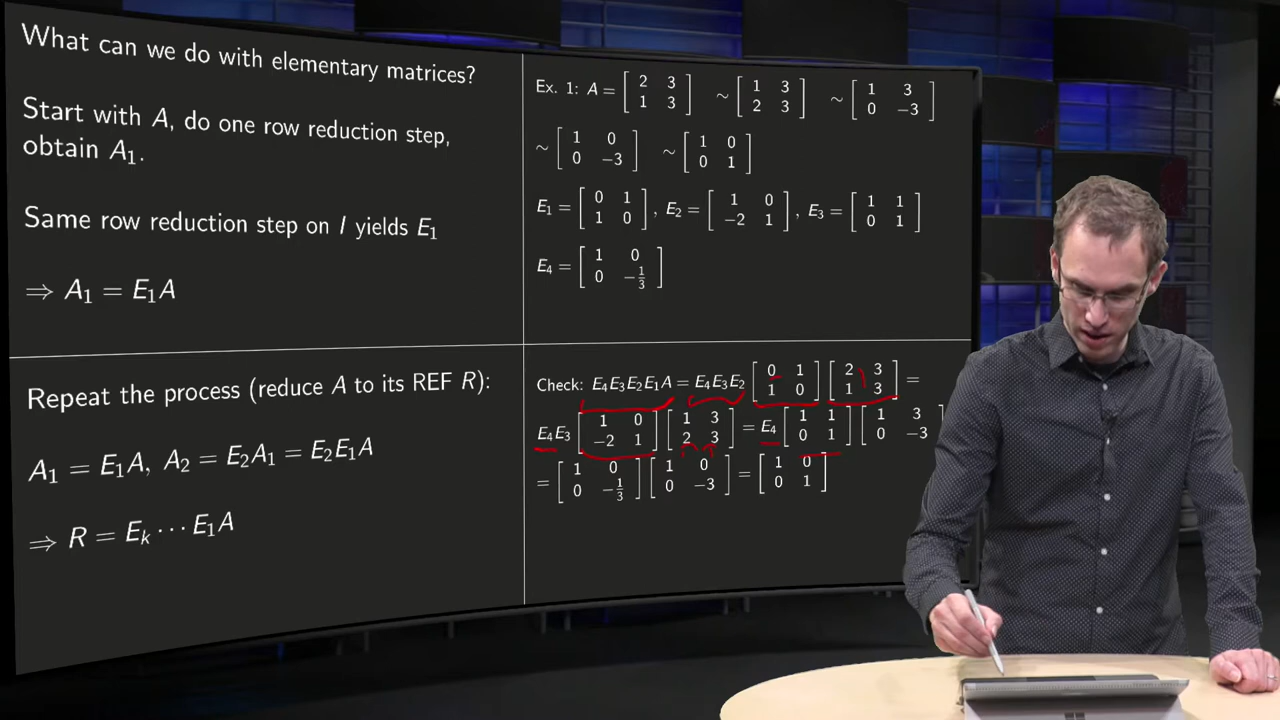 What can we do with elementary matrices?
Start with A, do one row reduction step,
obtain A₁.
Same row reduction step on I yields E₁
⇒ A₁ = E₁A
Ex. 1: A = [2 3; 1 3] ~ [1 3; 2 3] ~ [1 3; 0 −3]
~ [1 0; 0 −3] ~ [1 0; 0 1]
E₁ = [0 1; 1 0], E₂ = [1 0; −2 1], E₃ = [1 1; 0 1]
E₄ = [1 0; 0 −1/3]
Repeat the process (reduce A to its REF R):
A₁ = E₁A, A₂ = E₂A₁ = E₂E₁A
⇒ R = Eₖ ⋯ E₁A
Check: E₄E₃E₂E₁A = E₄E₃E₂ [0 1; 1 0] [2 3; 1 3] =
E₄E₃ [1 0; −2 1] [1 3; 2 3] = E₄ [1 1; 0 1] [1 3; 0 −3]
= [1 0; 0 −1/3] [1 0; 0 −3] = [1 0; 0 1]